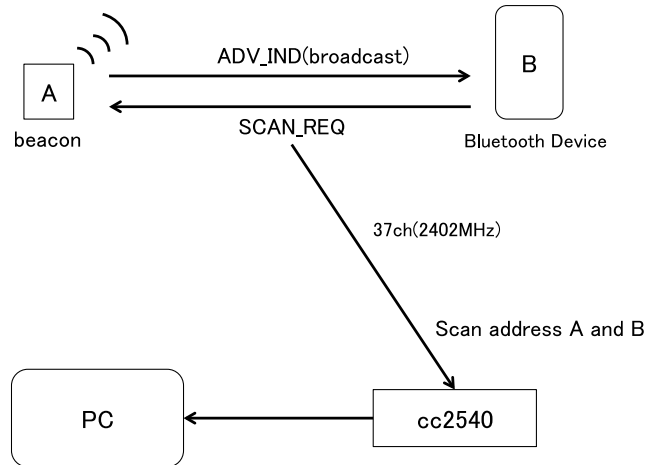 ADV_IND(broadcast)
A
B
beacon
SCAN_REQ
Bluetooth Device
37ch(2402MHz)
Scan address A and B
PC
cc2540